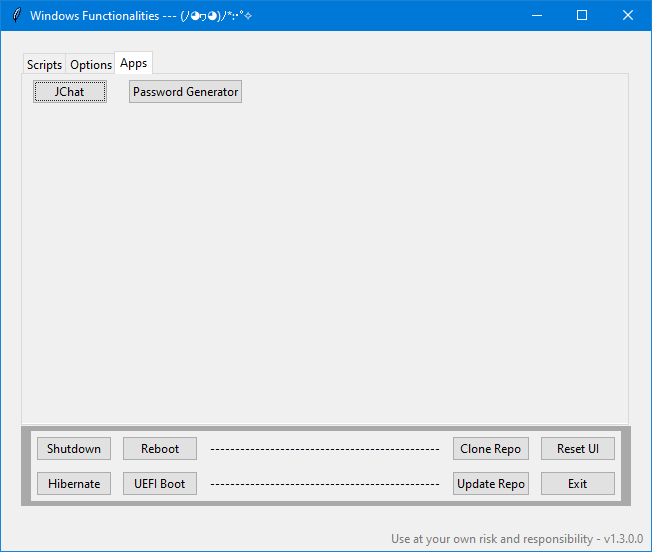 Windows Functionalities --- (ﾉ◕ヮ◕)ﾉ*:･ﾟ✧
Scripts Options Apps
JChat Password Generator
Shutdown Reboot ---------------------------------------------- Clone Repo Reset UI
Hibernate UEFI Boot ---------------------------------------------- Update Repo Exit
Use at your own risk and responsibility - v1.3.0.0